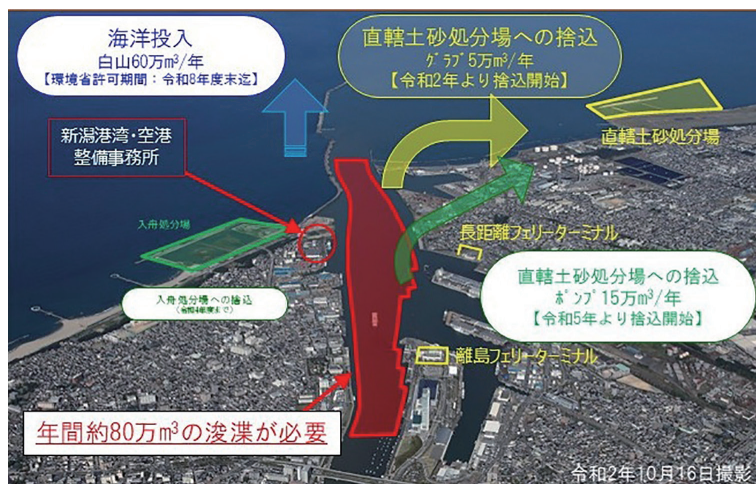 海洋投入
白山60万m³/年
【環境省許可期間：令和8年度末迄】
直轄土砂処分場への捨込
グラブ5万m³/年
【令和2年より捨込開始】
直轄土砂処分場
新潟港湾・空港
整備事務所
入舟処分場
長距離フェリーターミナル
入舟処分場への捨込
直轄土砂処分場への捨込
ポンプ15万m³/年
【令和5年より捨込開始】
離島フェリーターミナル
年間約80万m³の浚渫が必要
令和2年10月16日撮影